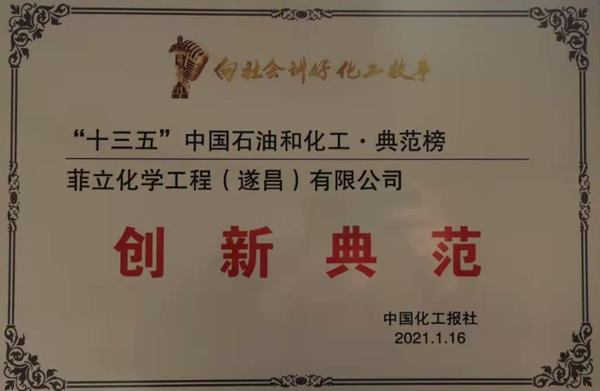 向社会讲好化工故事
“十三五”中国石油和化工·典范榜
菲立化学工程（遂昌）有限公司
创新典范
中国化工报社
2021.1.16